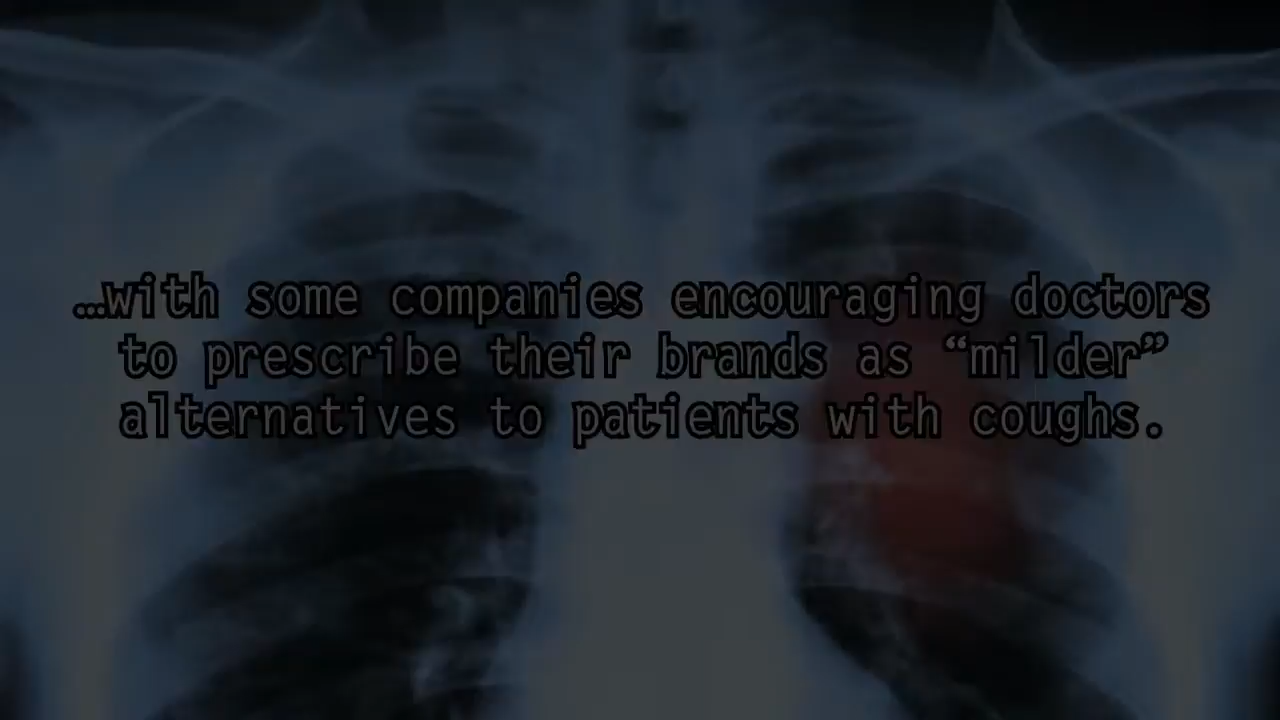 …with some companies encouraging doctors
to prescribe their brands as “milder”
alternatives to patients with coughs.